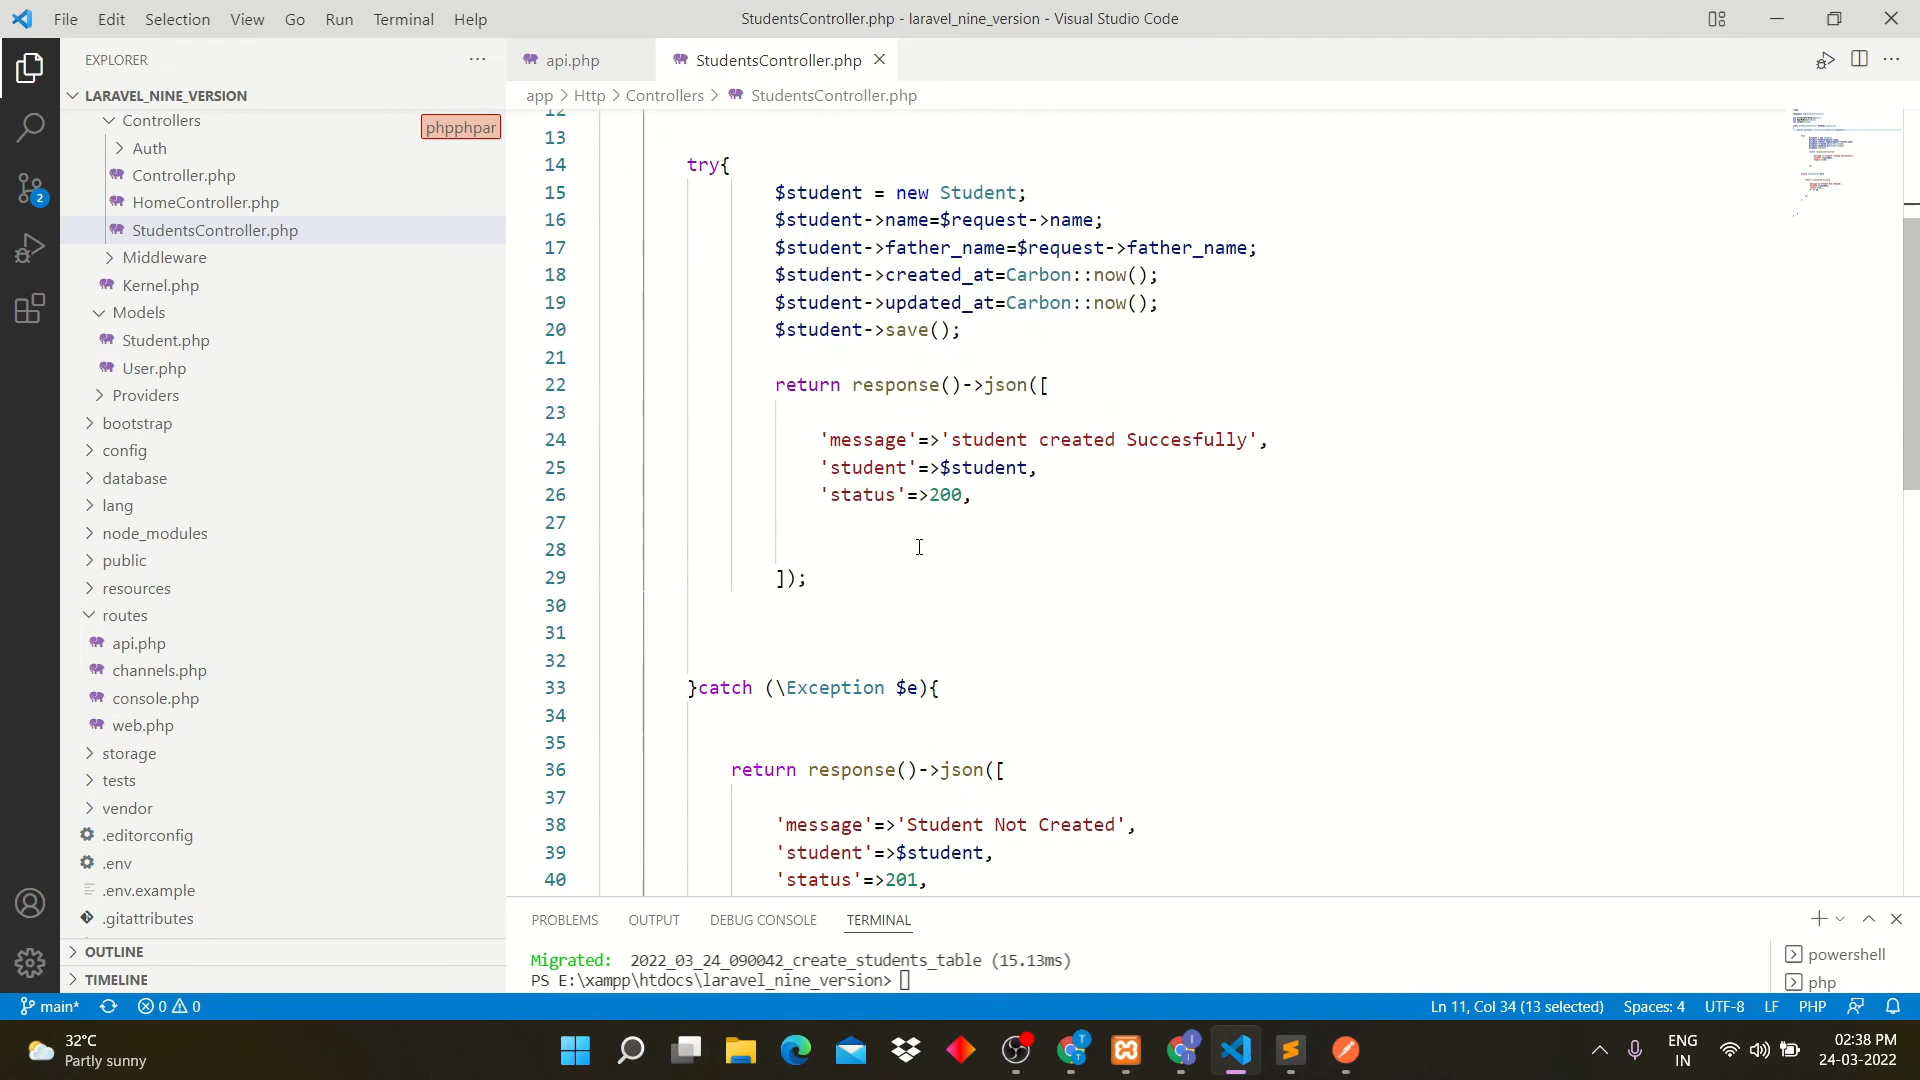 File Edit Selection View Go Run Terminal Help
StudentsController.php - laravel_nine_version - Visual Studio Code
EXPLORER
LARAVEL_NINE_VERSION
Controllers
phpphpar
Auth
Controller.php
HomeController.php
StudentsController.php
Middleware
Kernel.php
Models
Student.php
User.php
Providers
bootstrap
config
database
lang
node_modules
public
resources
routes
api.php
channels.php
console.php
web.php
storage
tests
vendor
.editorconfig
.env
.env.example
.gitattributes
OUTLINE
TIMELINE
2
api.php StudentsController.php
app > Http > Controllers > StudentsController.php
12
13
14 try{
15 $student = new Student;
16 $student->name=$request->name;
17 $student->father_name=$request->father_name;
18 $student->created_at=Carbon::now();
19 $student->updated_at=Carbon::now();
20 $student->save();
21
22 return response()->json([
23
24 'message'=>'student created Succesfully',
25 'student'=>$student,
26 'status'=>200,
27
28
29 ]);
30
31
32
33 }catch (\Exception $e){
34
35
36 return response()->json([
37
38 'message'=>'Student Not Created',
39 'student'=>$student,
40 'status'=>201,
PROBLEMS OUTPUT DEBUG CONSOLE TERMINAL
Migrated: 2022_03_24_090042_create_students_table (15.13ms)
PS E:\xampp\htdocs\laravel_nine_version>
powershell
php
main* 0 0
Ln 11, Col 34 (13 selected) Spaces: 4 UTF-8 LF PHP
32°C
Partly sunny
T
I
ENG
IN
02:38 PM
24-03-2022